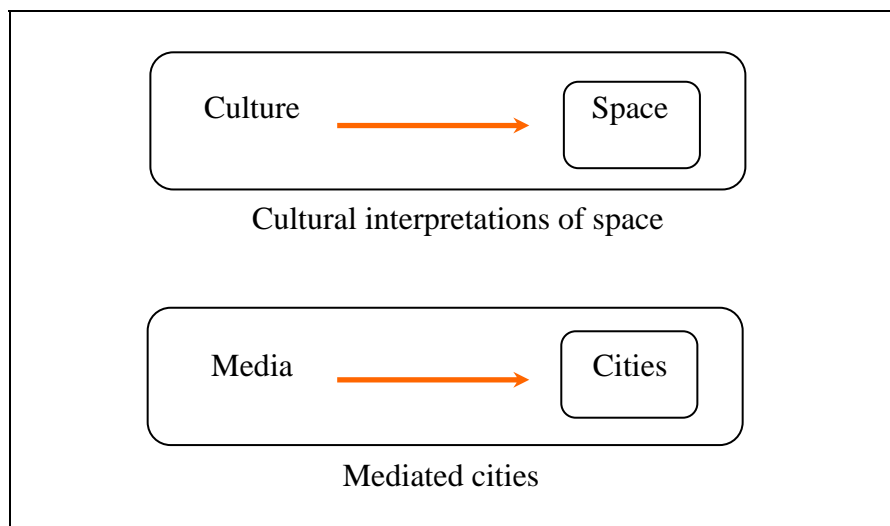 Culture
Space
Cultural interpretations of space
Media
Cities
Mediated cities